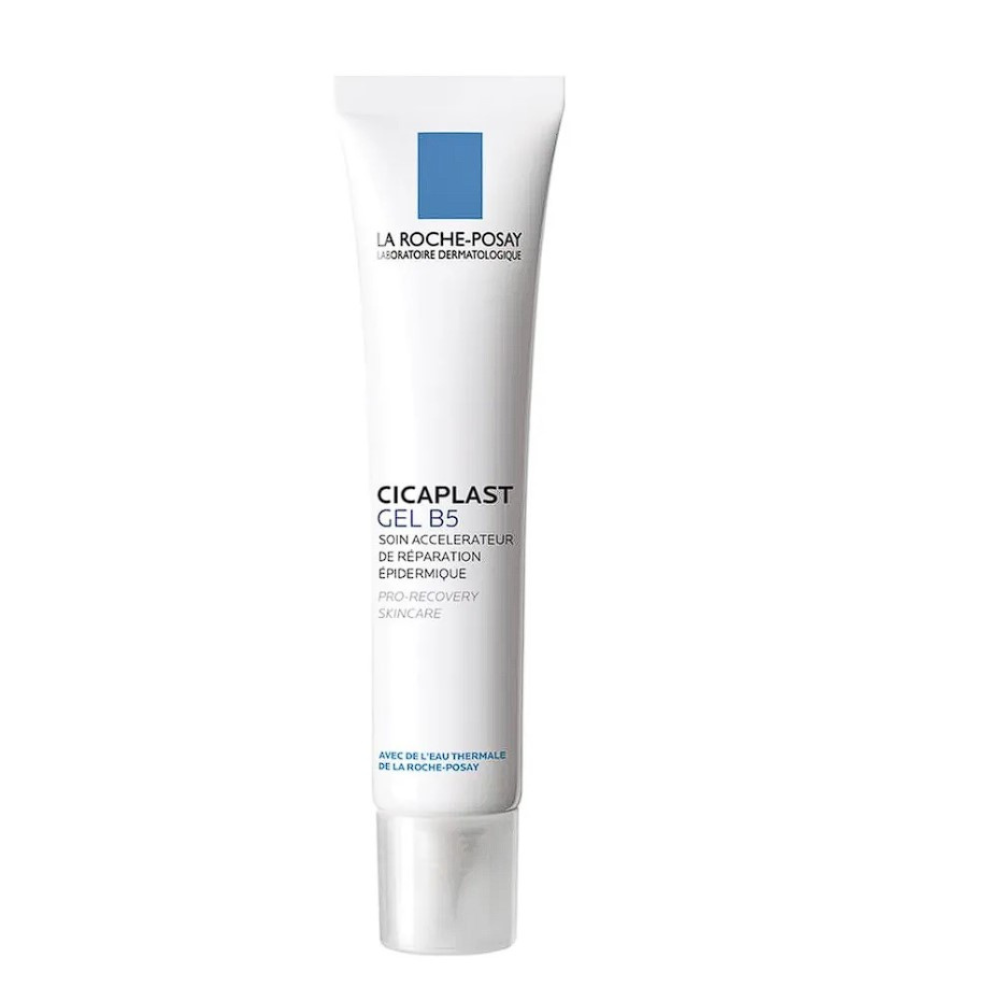 LA ROCHE-POSAY
LABORATOIRE DERMATOLOGIQUE
CICAPLAST
GEL B5
SOIN ACCELERATEUR
DE RÉPARATION
ÉPIDERMIQUE
PRO-RECOVERY
SKINCARE
AVEC DE L'EAU THERMALE
DE LA ROCHE-POSAY